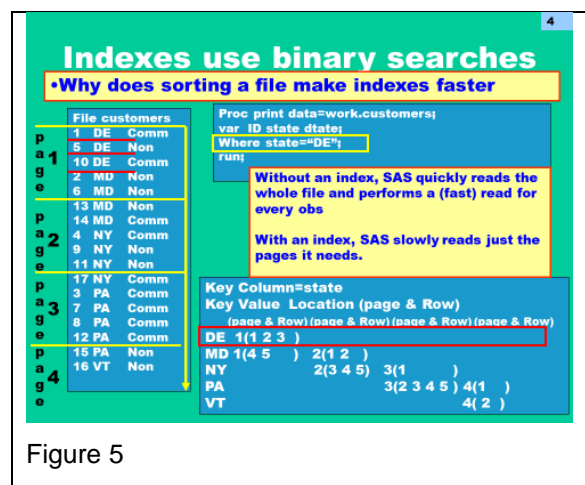 4
Indexes use binary searches
•Why does sorting a file make indexes faster
File customers
page 1
1 DE Comm
5 DE Non
10 DE Comm
2 MD Non
6 MD Non
page 2
13 MD Non
14 MD Comm
4 NY Comm
9 NY Non
11 NY Non
page 3
17 NY Comm
3 PA Comm
7 PA Comm
8 PA Comm
12 PA Comm
page 4
15 PA Non
16 VT Non
Proc print data=work.customers;
var ID state dtate;
Where state="DE";
run;
Without an index, SAS quickly reads the
whole file and performs a (fast) read for
every obs
With an index, SAS slowly reads just the
pages it needs.
Key Column=state
Key Value Location (page & Row)
(page & Row) (page & Row) (page & Row) (page & Row)
DE 1(1 2 3 )
MD 1(4 5 ) 2(1 2 )
NY 2(3 4 5) 3(1 )
PA 3(2 3 4 5 ) 4(1 )
VT 4( 2 )
Figure 5